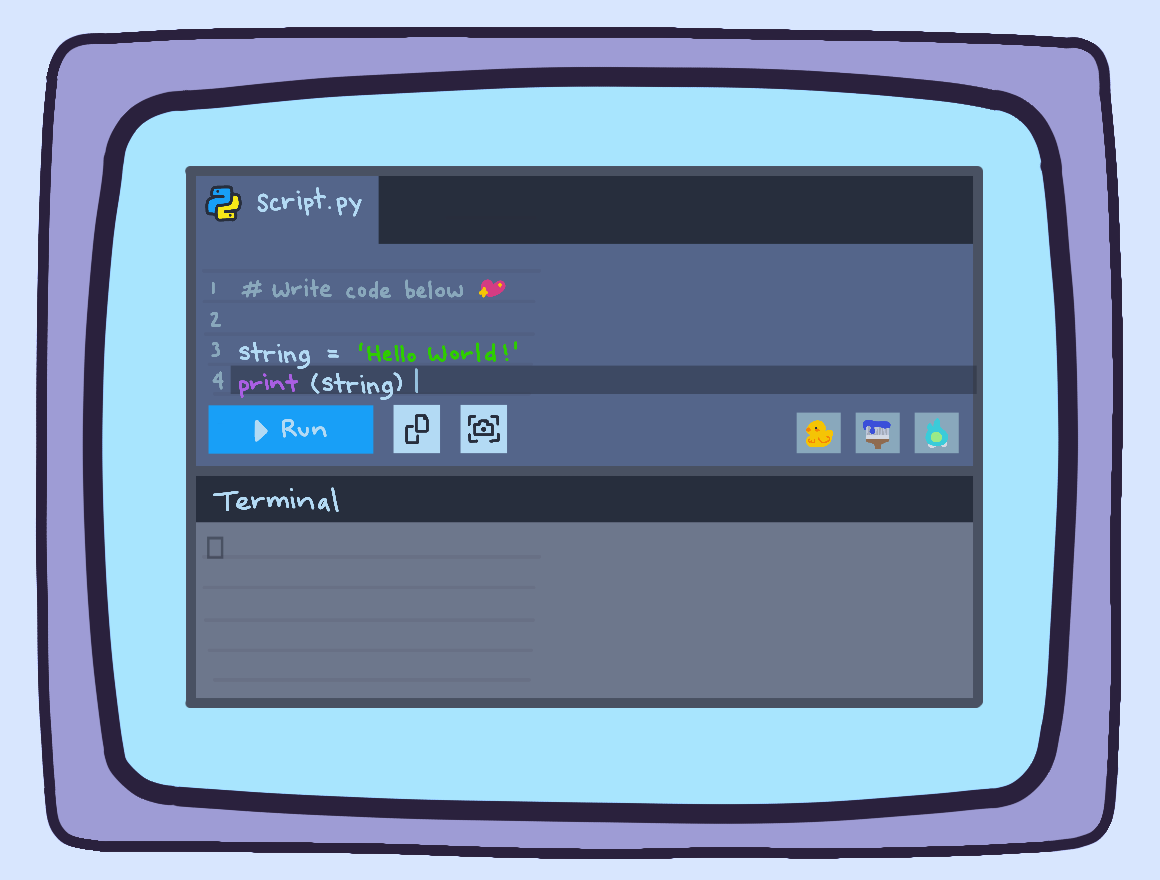 Script.py
1 # Write code below 💖
2
3 string = 'Hello World!'
4 print (string)
Run
Terminal